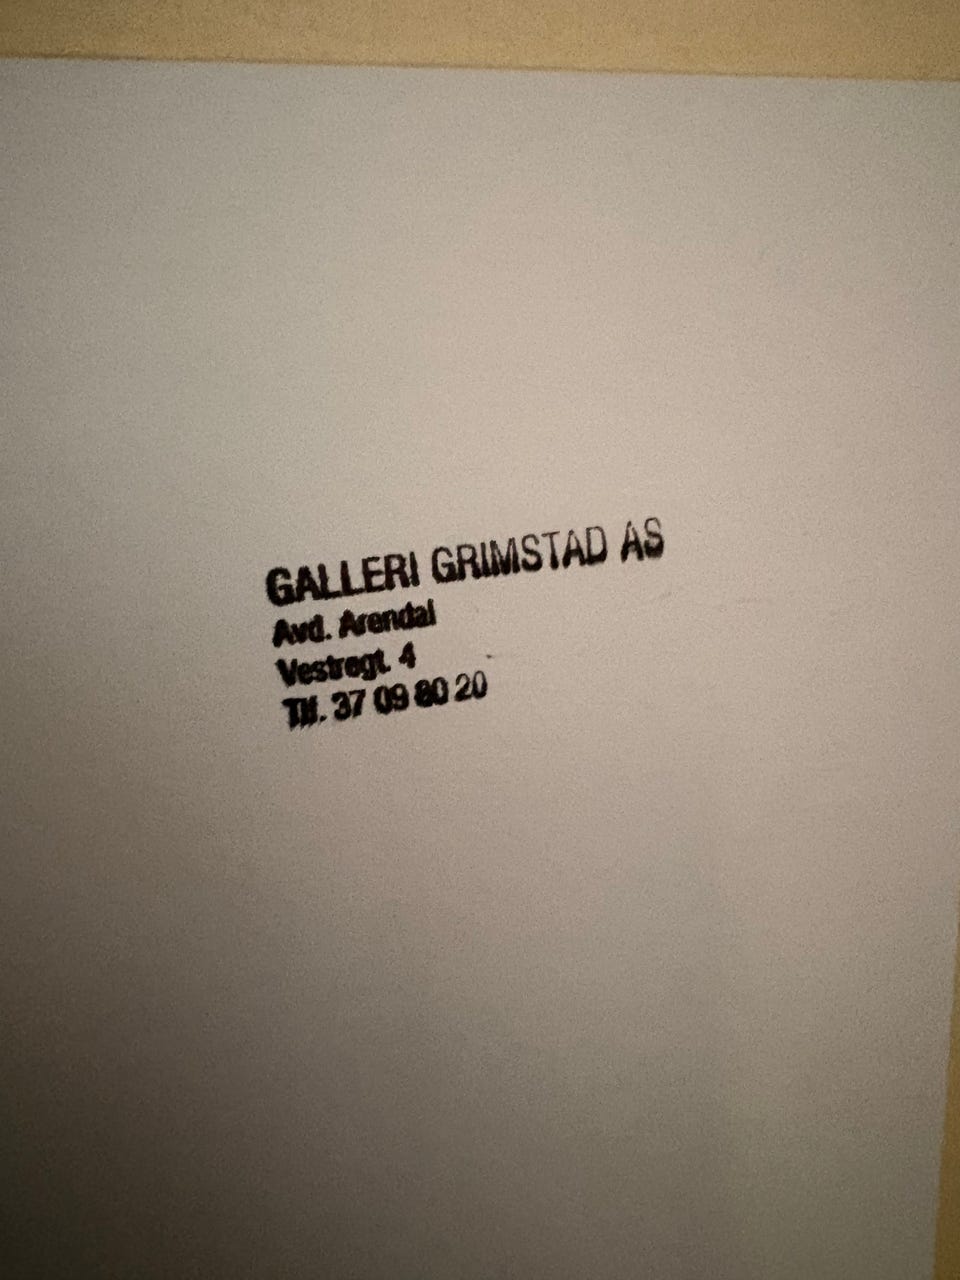 GALLERI GRIMSTAD AS
Avd. Arendal
Vestregt. 4
Tlf. 37 09 80 20